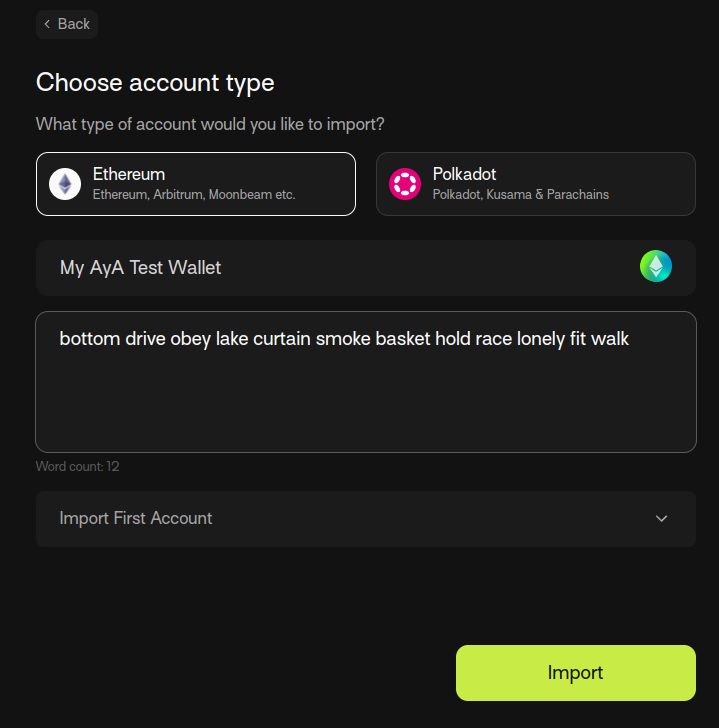 Back
Choose account type
What type of account would you like to import?
Ethereum
Ethereum, Arbitrum, Moonbeam etc.
Polkadot
Polkadot, Kusama & Parachains
My AyA Test Wallet
bottom drive obey lake curtain smoke basket hold race lonely fit walk
Word count: 12
Import First Account
Import